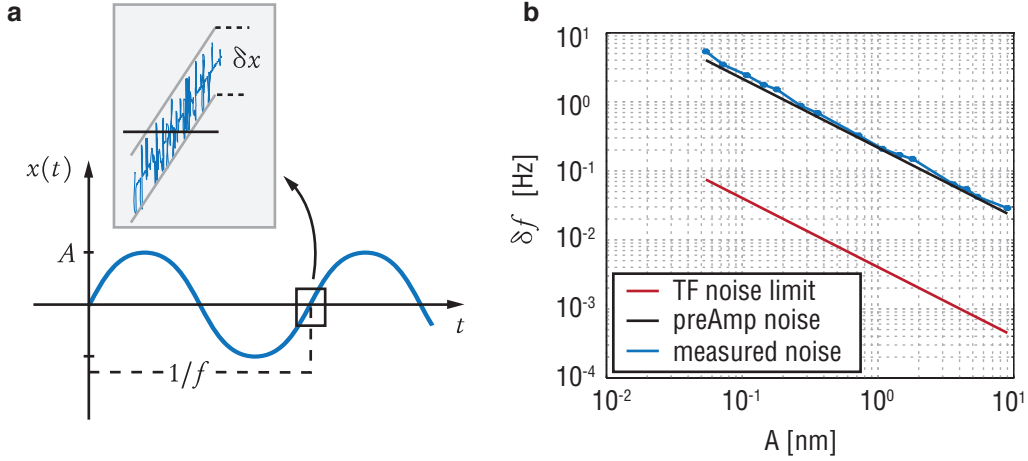 a
δx
x(t)
A
t
1/f
b
δf [Hz]
10¹
10⁰
10⁻¹
10⁻²
10⁻³
10⁻⁴
TF noise limit
preAmp noise
measured noise
10⁻² 10⁻¹ 10⁰ 10¹
A [nm]